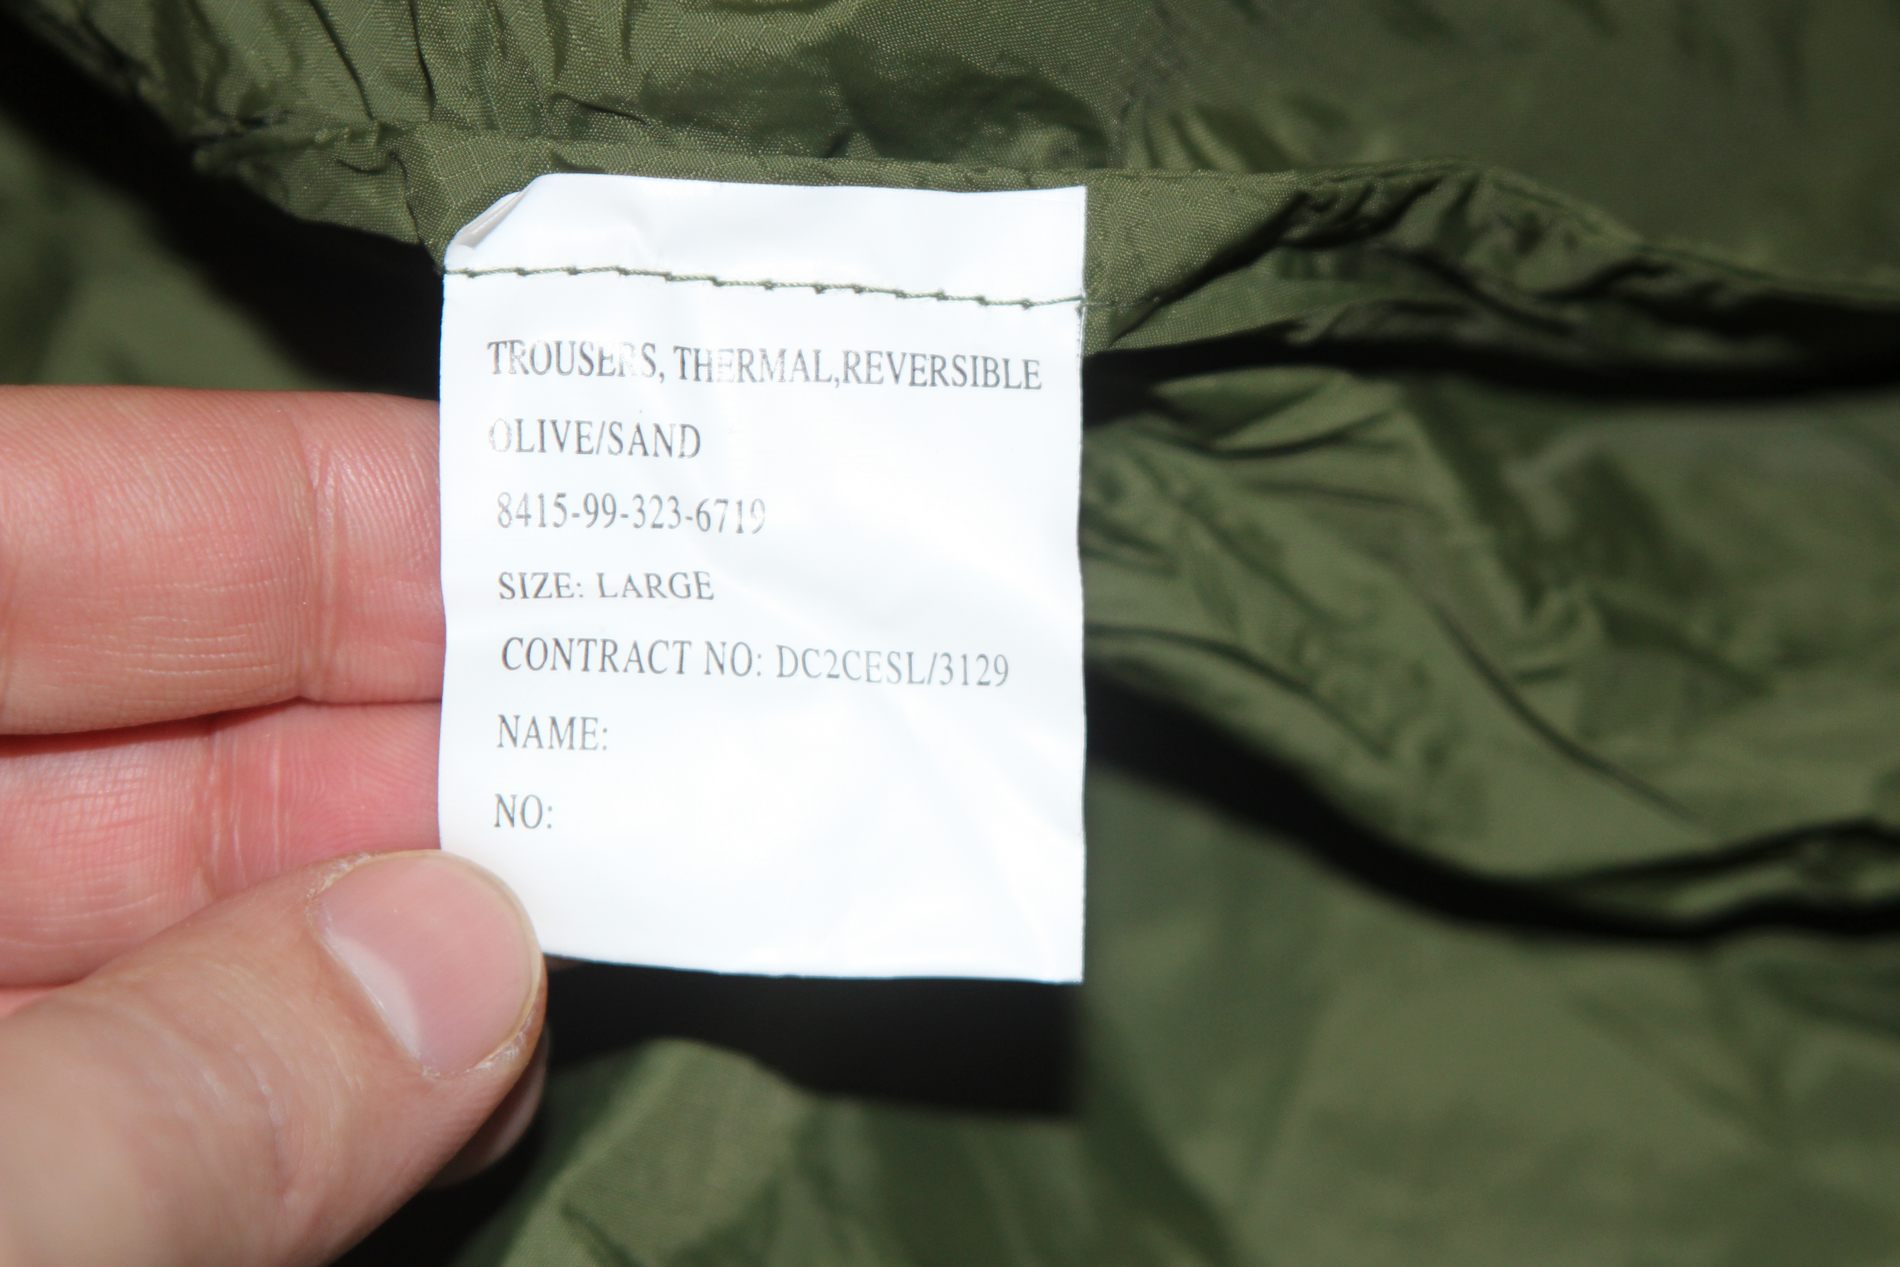 TROUSERS, THERMAL,REVERSIBLE
OLIVE/SAND
8415-99-323-6719
SIZE: LARGE
CONTRACT NO: DC2CESL/3129
NAME:
NO: